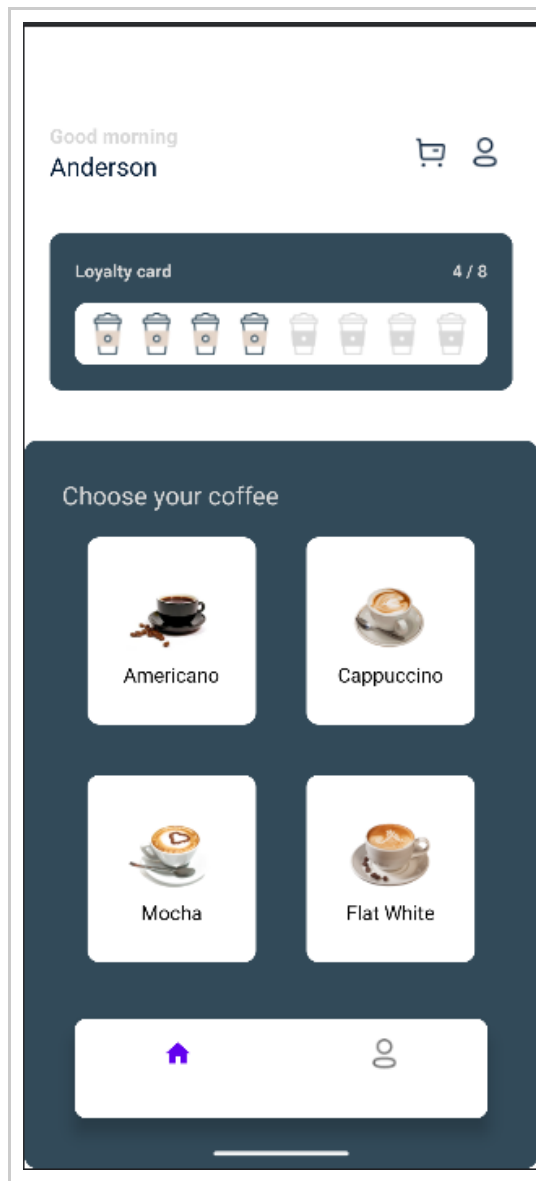 Good morning
Anderson
Loyalty card 4 / 8
Choose your coffee
Americano Cappuccino
Mocha Flat White